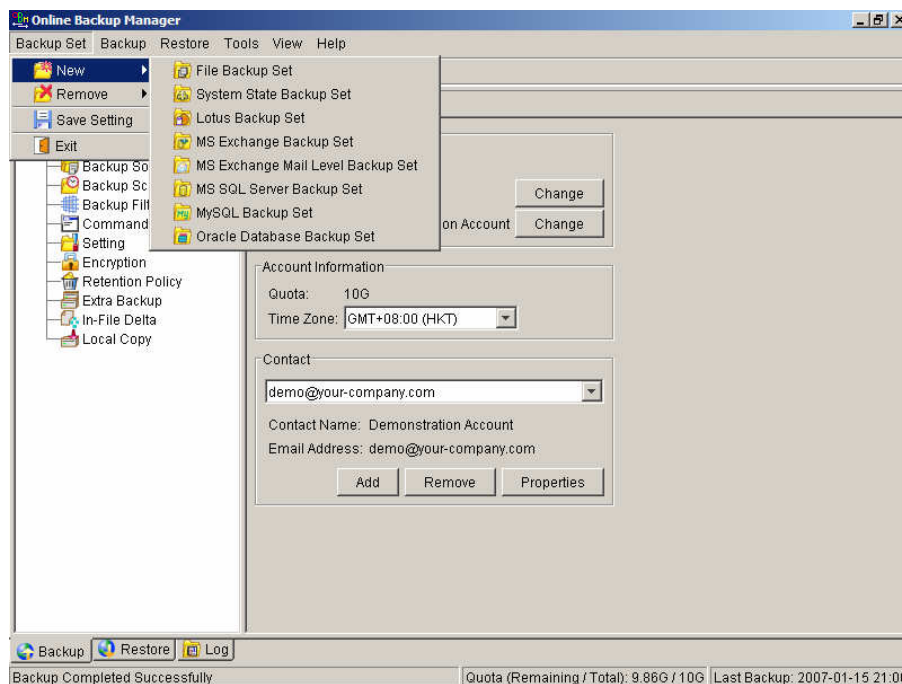 Online Backup Manager
Backup Set Backup Restore Tools View Help
New
Remove
Save Setting
Exit
File Backup Set
System State Backup Set
Lotus Backup Set
MS Exchange Backup Set
MS Exchange Mail Level Backup Set
MS SQL Server Backup Set
MySQL Backup Set
Oracle Database Backup Set
Backup So
Backup Sc
Backup Filt
Command
Setting
Encryption
Retention Policy
Extra Backup
In-File Delta
Local Copy
Change
on Account Change
Account Information
Quota: 10G
Time Zone: GMT+08:00 (HKT)
Contact
demo@your-company.com
Contact Name: Demonstration Account
Email Address: demo@your-company.com
Add Remove Properties
Backup Restore Log
Backup Completed Successfully Quota (Remaining / Total): 9.86G / 10G Last Backup: 2007-01-15 21:0